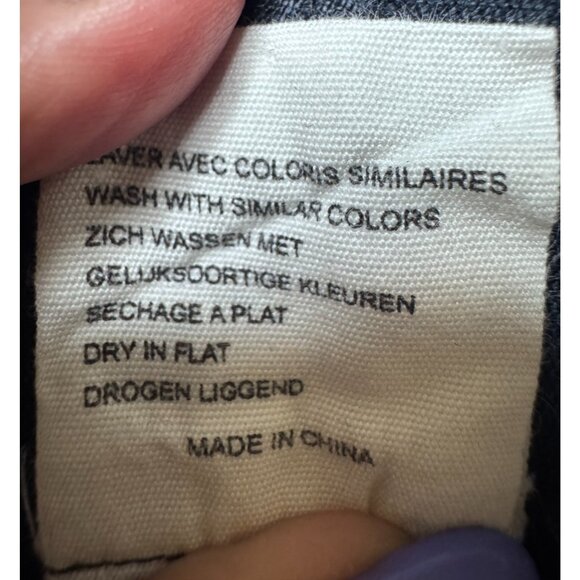 LAVER AVEC COLORIS SIMILAIRES
WASH WITH SIMILAR COLORS
ZICH WASSEN MET
GELIJKSOORTIGE KLEUREN
SECHAGE A PLAT
DRY IN FLAT
DROGEN LIGGEND
MADE IN CHINA